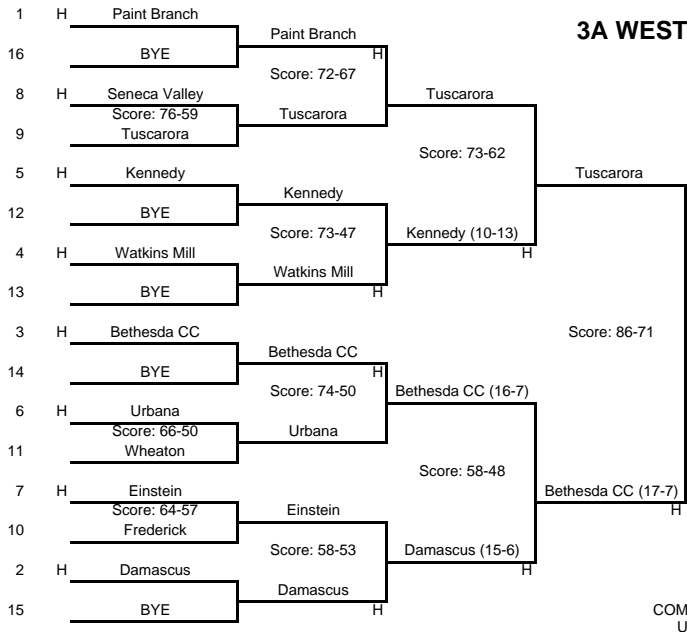 1 H Paint Branch
Paint Branch
3A WEST
16 BYE
H
Score: 72-67
8 H Seneca Valley
Tuscarora
Score: 76-59
Tuscarora
9 Tuscarora
Score: 73-62
5 H Kennedy
Tuscarora
Kennedy
12 BYE
Score: 73-47
Kennedy (10-13)
4 H Watkins Mill
H
Watkins Mill
13 BYE
H
3 H Bethesda CC
Score: 86-71
Bethesda CC
14 BYE
H
Score: 74-50
Bethesda CC (16-7)
6 H Urbana
Score: 66-50
Urbana
11 Wheaton
Score: 58-48
7 H Einstein
Bethesda CC (17-7)
Score: 64-57
Einstein
H
10 Frederick
Score: 58-53
Damascus (15-6)
2 H Damascus
H
Damascus
15 BYE
H
COM
U